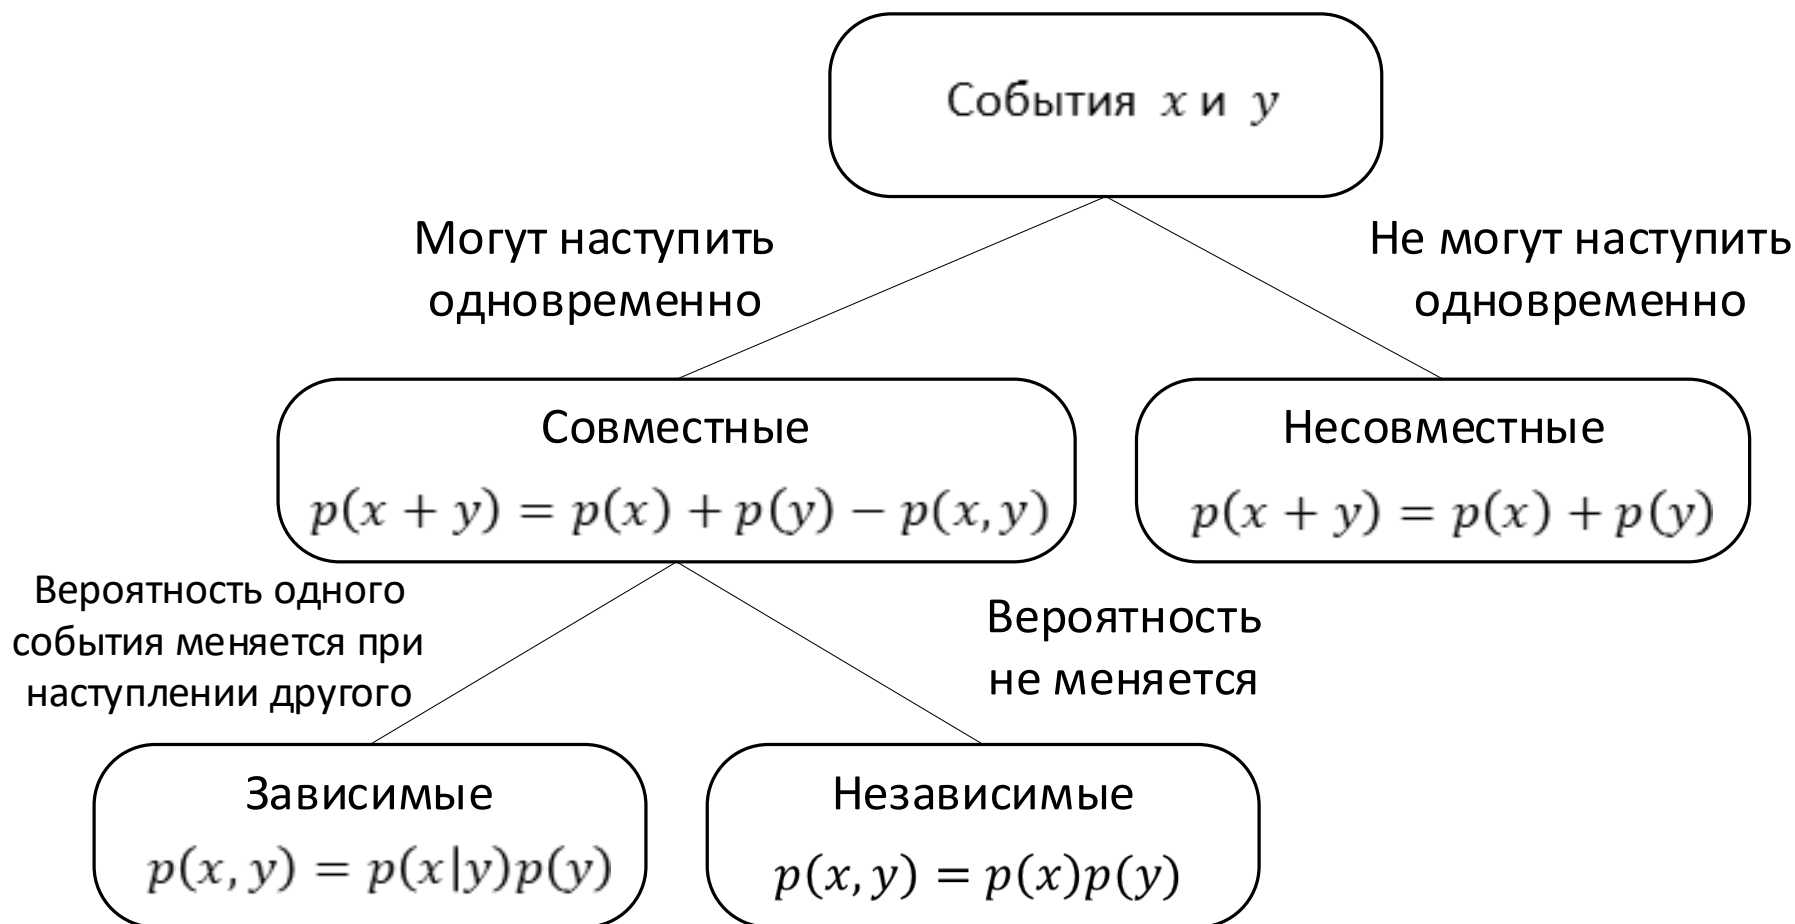 События x и y
Могут наступить
одновременно
Не могут наступить
одновременно
Совместные
p(x + y) = p(x) + p(y) − p(x, y)
Несовместные
p(x + y) = p(x) + p(y)
Вероятность одного
события меняется при
наступлении другого
Вероятность
не меняется
Зависимые
p(x, y) = p(x|y)p(y)
Независимые
p(x, y) = p(x)p(y)